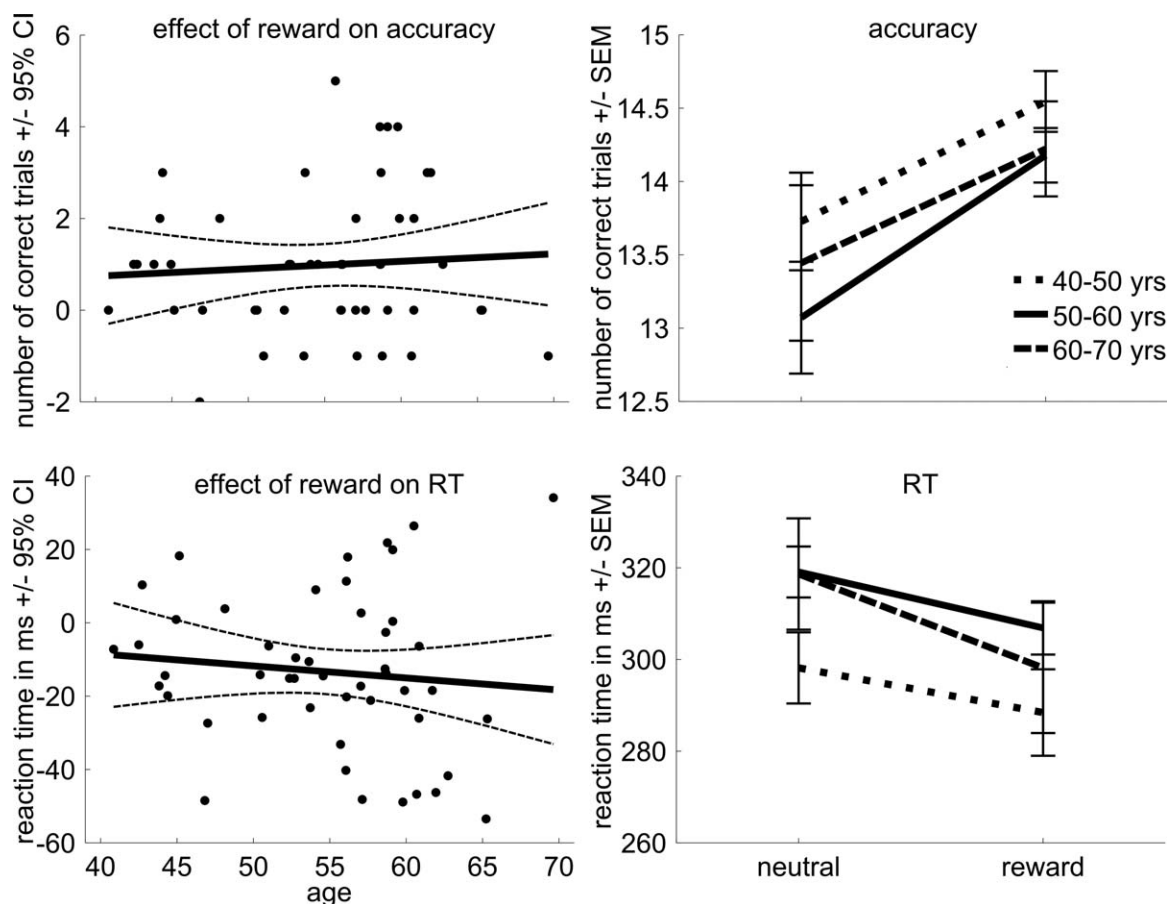 effect of reward on accuracy
number of correct trials +/- 95% CI
6
4
2
0
-2
accuracy
number of correct trials +/- SEM
15
14.5
14
13.5
13
12.5
40-50 yrs
50-60 yrs
60-70 yrs
effect of reward on RT
reaction time in ms +/- 95% CI
40
20
0
-20
-40
-60
40 45 50 55 60 65 70
age
RT
reaction time in ms +/- SEM
340
320
300
280
260
neutral reward